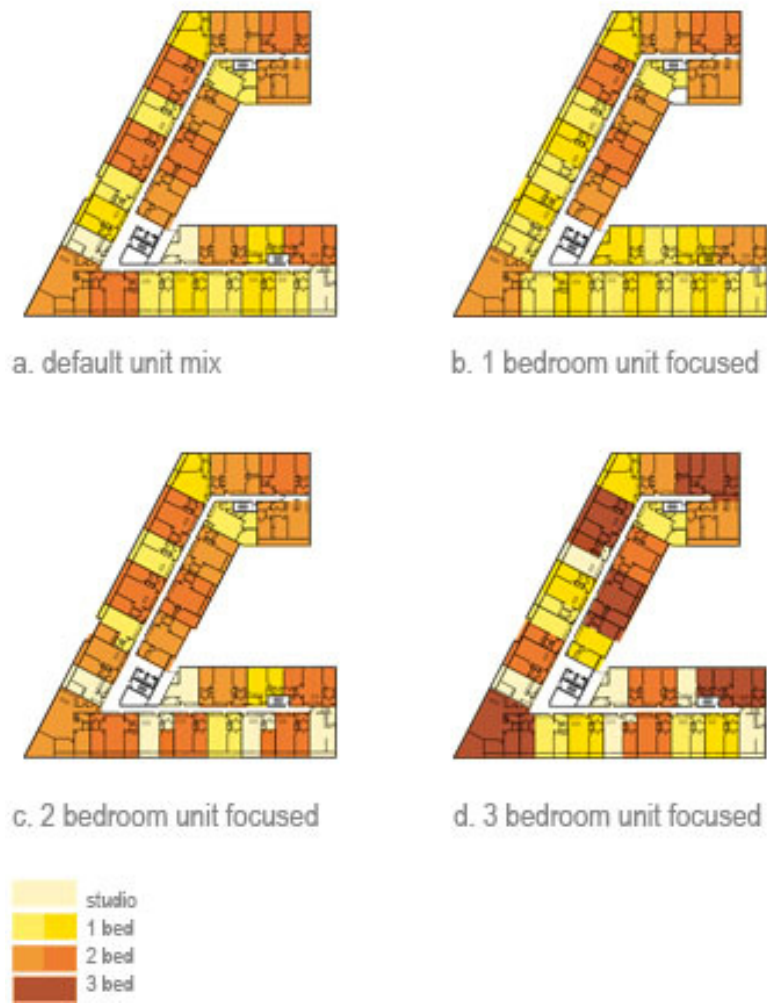 a. default unit mix
b. 1 bedroom unit focused
c. 2 bedroom unit focused
d. 3 bedroom unit focused
studio
1 bed
2 bed
3 bed